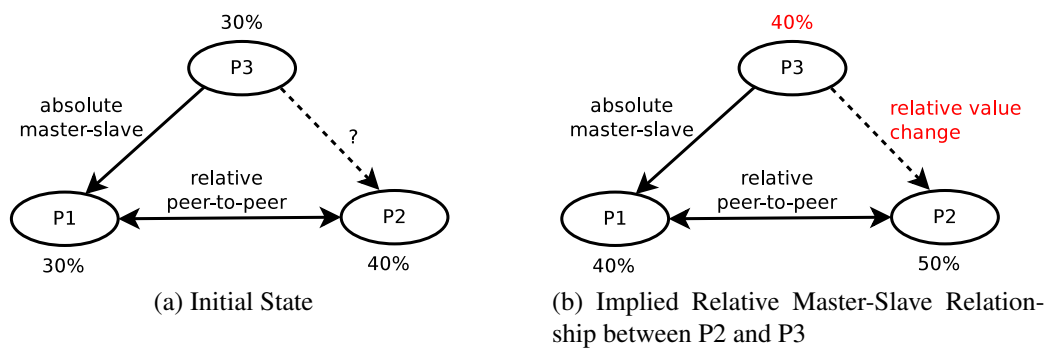 30%
P3
absolute
master-slave
?
relative
peer-to-peer
P1
P2
30%
40%
(a) Initial State
40%
P3
absolute
master-slave
relative value
change
relative
peer-to-peer
P1
P2
40%
50%
(b) Implied Relative Master-Slave Relation-
ship between P2 and P3